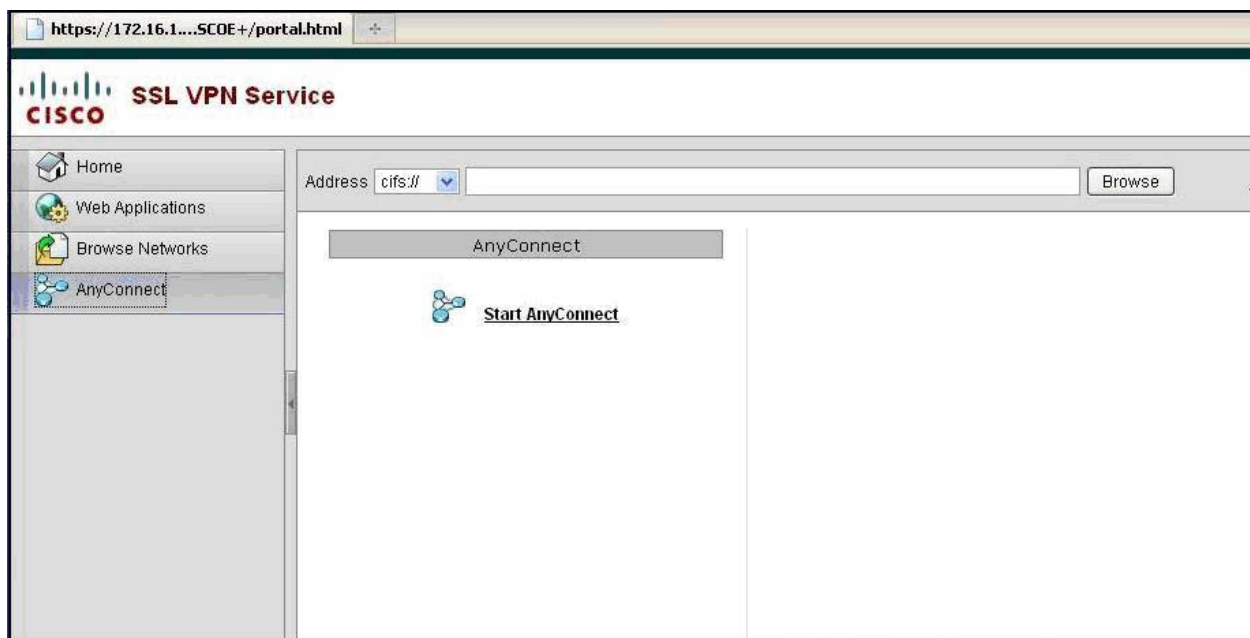 https://172.16.1....SCOE+/portal.html
CISCO SSL VPN Service
Home
Web Applications
Browse Networks
AnyConnect
Address cifs:// Browse
AnyConnect
Start AnyConnect